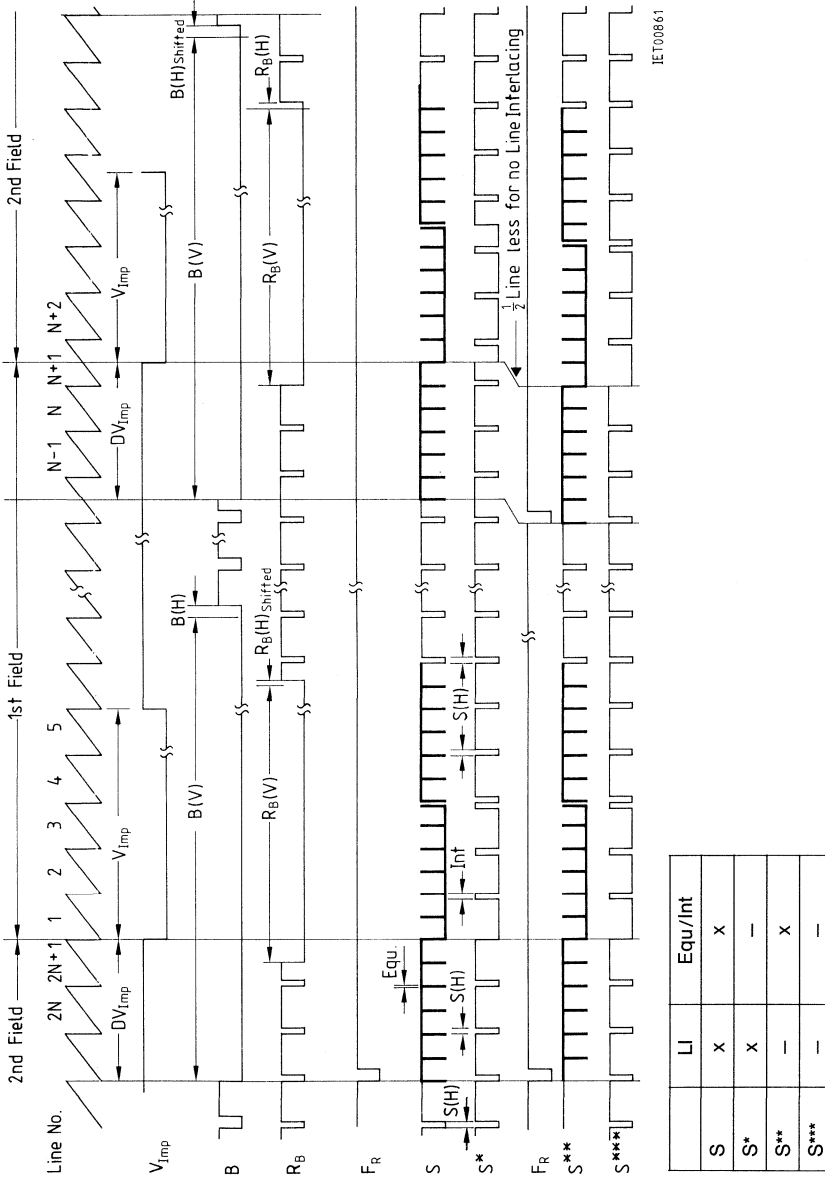 2nd Field
1st Field
2nd Field
Line No.
2N 2N+1 1 2 3 4 5 N-1 N N+1 N+2
DV_Imp
V_Imp
DV_Imp
V_Imp
V_Imp
B(V)
B(H)
B(V)
B(H)Shifted
B
R_B(V)
R_B(H)Shifted
R_B(V)
R_B(H)
R_B
F_R
Equ.
S(H)
S
S(H)
Int
S(H)
S*
½ Line less for no Line Interlacing
F_R
S**
S***
IET00861
LI Equ/Int
S x x
S* x –
S** – x
S*** – –